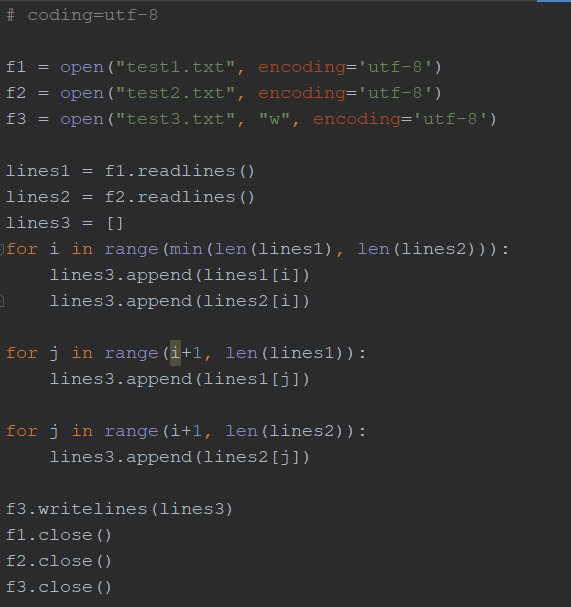 # coding=utf-8
f1 = open("test1.txt", encoding='utf-8')
f2 = open("test2.txt", encoding='utf-8')
f3 = open("test3.txt", "w", encoding='utf-8')
lines1 = f1.readlines()
lines2 = f2.readlines()
lines3 = []
for i in range(min(len(lines1), len(lines2))):
    lines3.append(lines1[i])
    lines3.append(lines2[i])
for j in range(i+1, len(lines1)):
    lines3.append(lines1[j])
for j in range(i+1, len(lines2)):
    lines3.append(lines2[j])
f3.writelines(lines3)
f1.close()
f2.close()
f3.close()